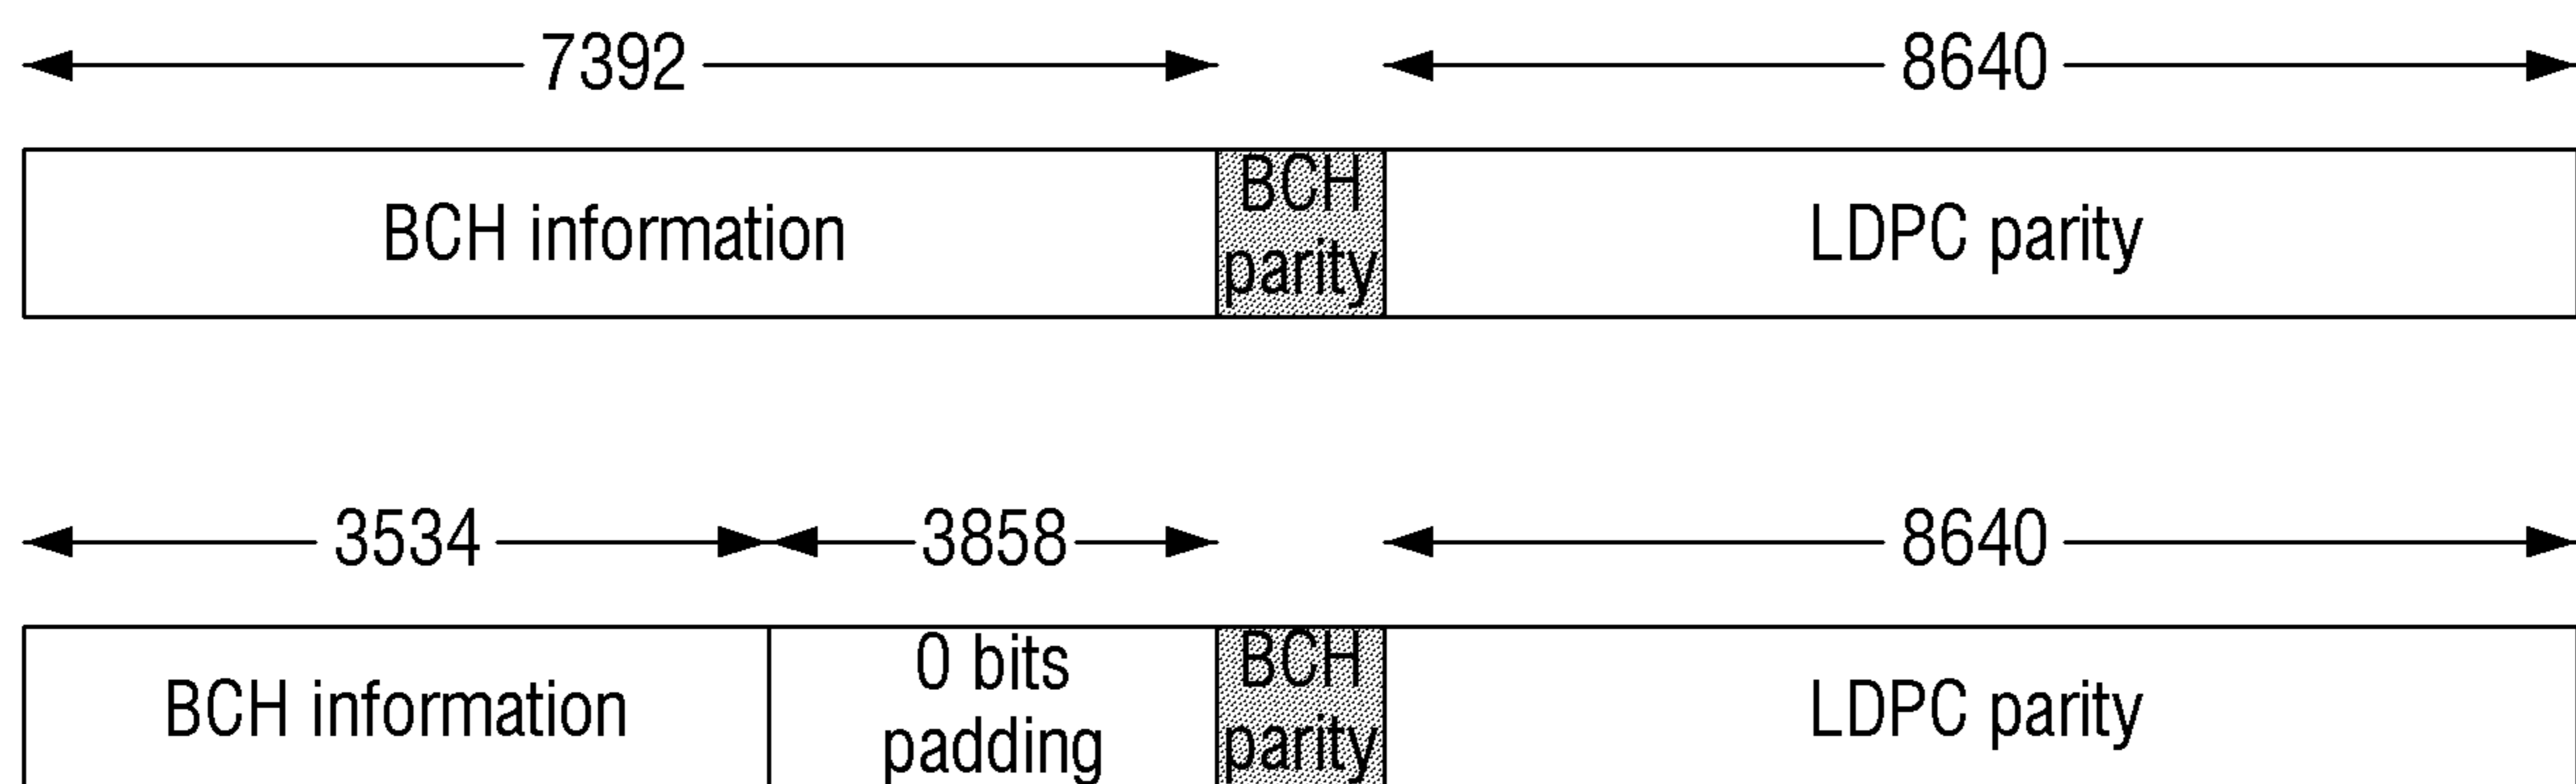 7392 8640
BCH information BCH parity LDPC parity
3534 3858 8640
BCH information 0 bits padding BCH parity LDPC parity